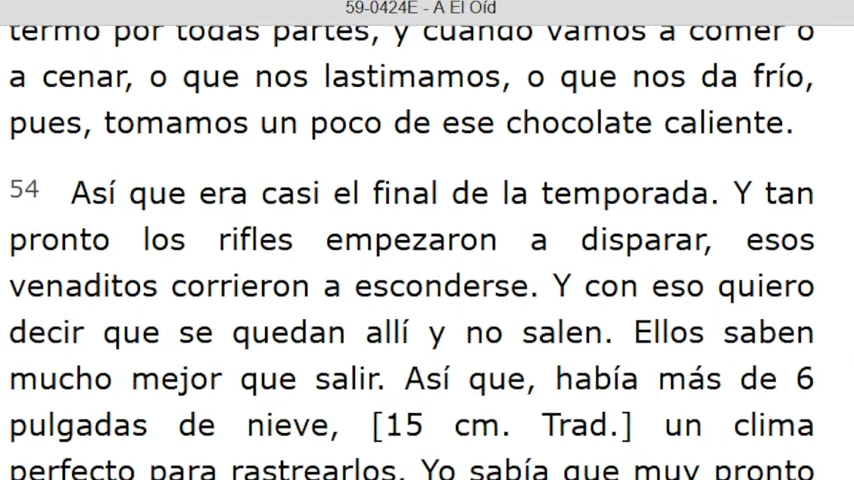 59-0424E - A El Oíd
termo por todas partes, y cuando vamos a comer o
a cenar, o que nos lastimamos, o que nos da frío,
pues, tomamos un poco de ese chocolate caliente.
54 Así que era casi el final de la temporada. Y tan
pronto los rifles empezaron a disparar, esos
venaditos corrieron a esconderse. Y con eso quiero
decir que se quedan allí y no salen. Ellos saben
mucho mejor que salir. Así que, había más de 6
pulgadas de nieve, [15 cm. Trad.] un clima
perfecto para rastrearlos. Yo sabía que muy pronto